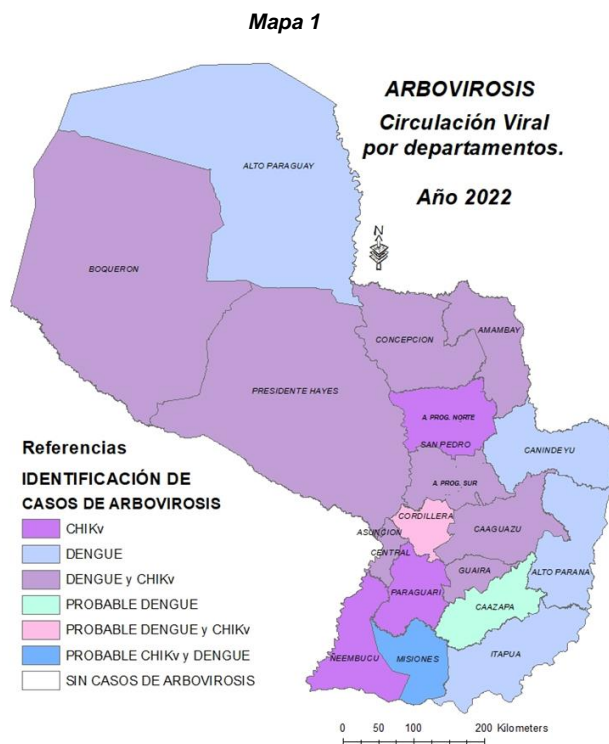 Mapa 1
ARBOVIROSIS
Circulación Viral
por departamentos.
Año 2022
N
ALTO PARAGUAY
BOQUERON
CONCEPCION
AMAMBAY
PRESIDENTE HAYES
A. PROG. NORTE
SAN PEDRO
CANINDEYU
A. PROG. SUR
CORDILLERA
ASUNCION
CAAGUAZU
CENTRAL
GUAIRA
ALTO PARANA
PARAGUARI
CAAZAPA
ITAPUA
ÑEEMBUCU
MISIONES
Referencias
IDENTIFICACIÓN DE
CASOS DE ARBOVIROSIS
CHIKv
DENGUE
DENGUE y CHIKv
PROBABLE DENGUE
PROBABLE DENGUE y CHIKv
PROBABLE CHIKv y DENGUE
SIN CASOS DE ARBOVIROSIS
0 50 100 200 Kilometers